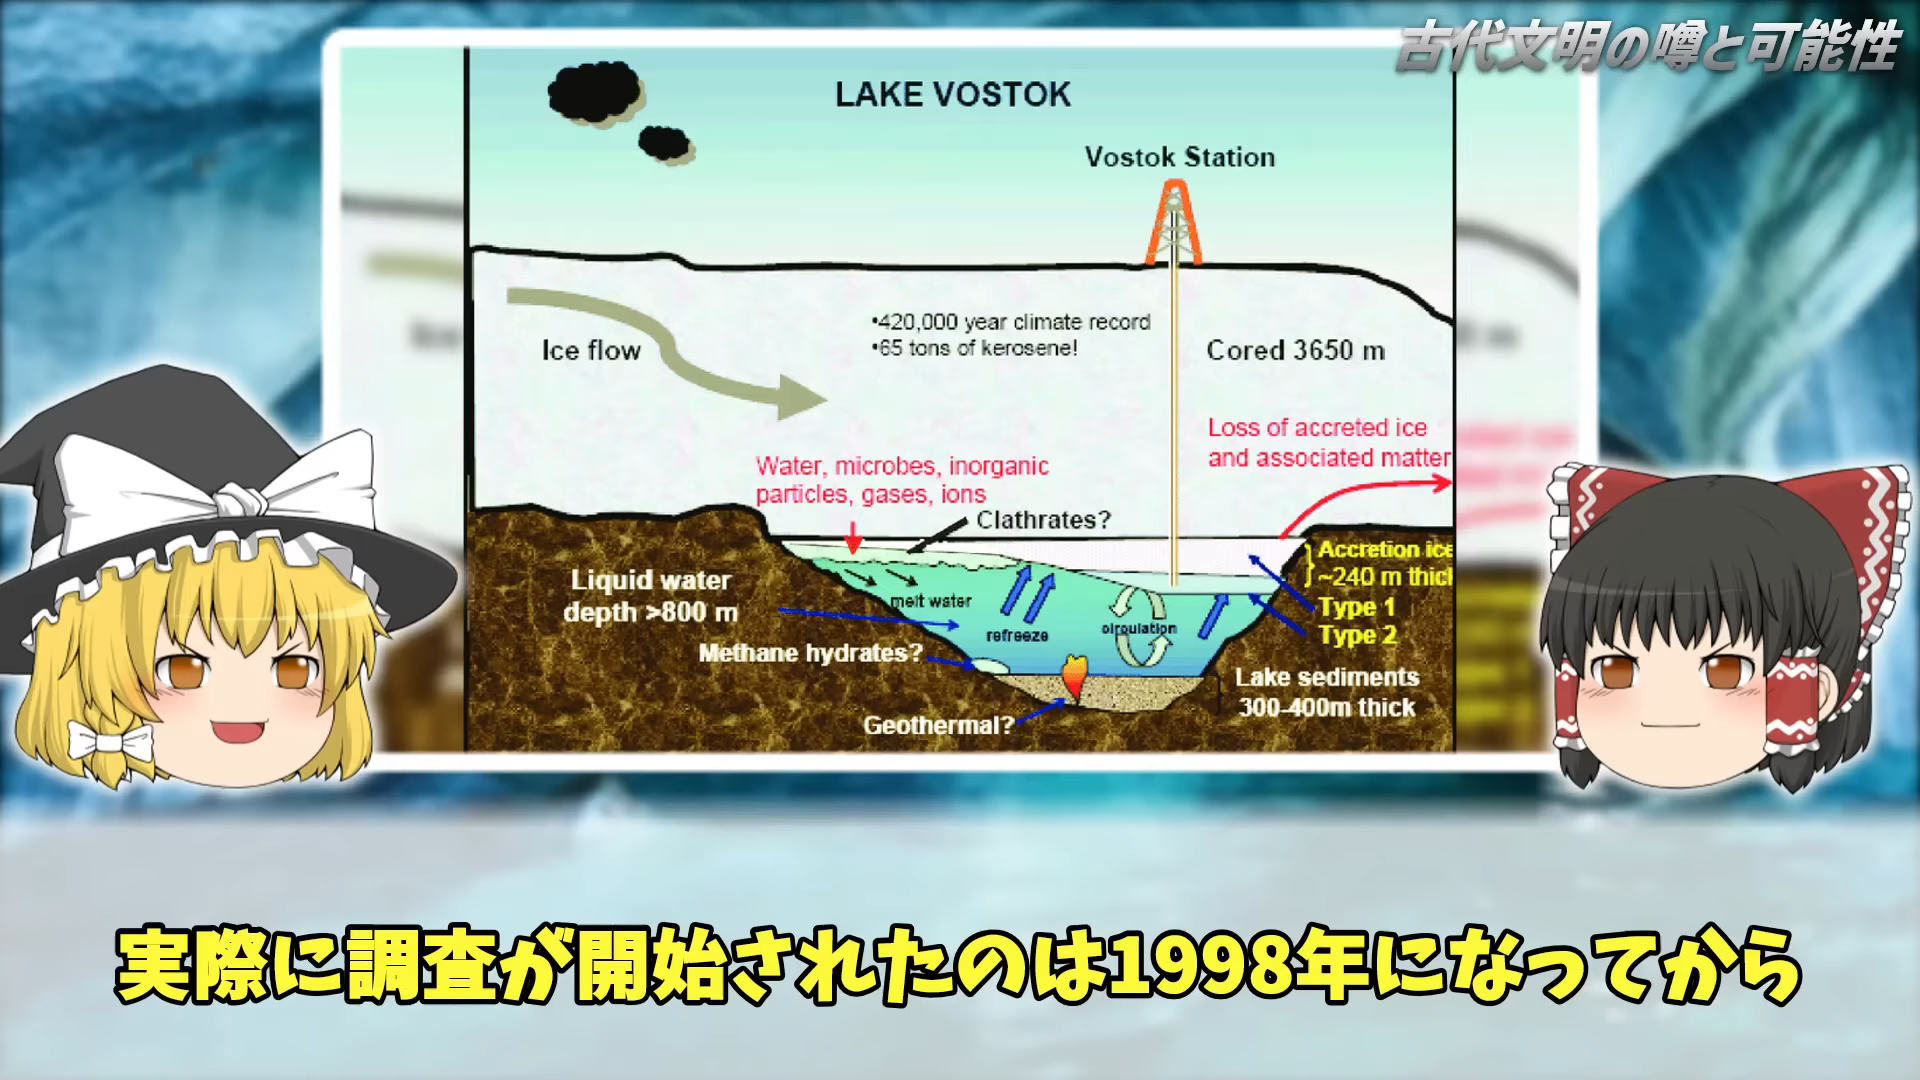 古代文明の噂と可能性
LAKE VOSTOK
Vostok Station
•420,000 year climate record
•65 tons of kerosene!
Ice flow
Cored 3650 m
Loss of accreted ice
and associated matter
Water, microbes, inorganic
particles, gases, ions
Clathrates?
Accretion ice
~240 m thick
Type 1
Type 2
Liquid water
depth >800 m
melt water
refreeze
circulation
Methane hydrates?
Lake sediments
300-400m thick
Geothermal?
実際に調査が開始されたのは1998年になってから